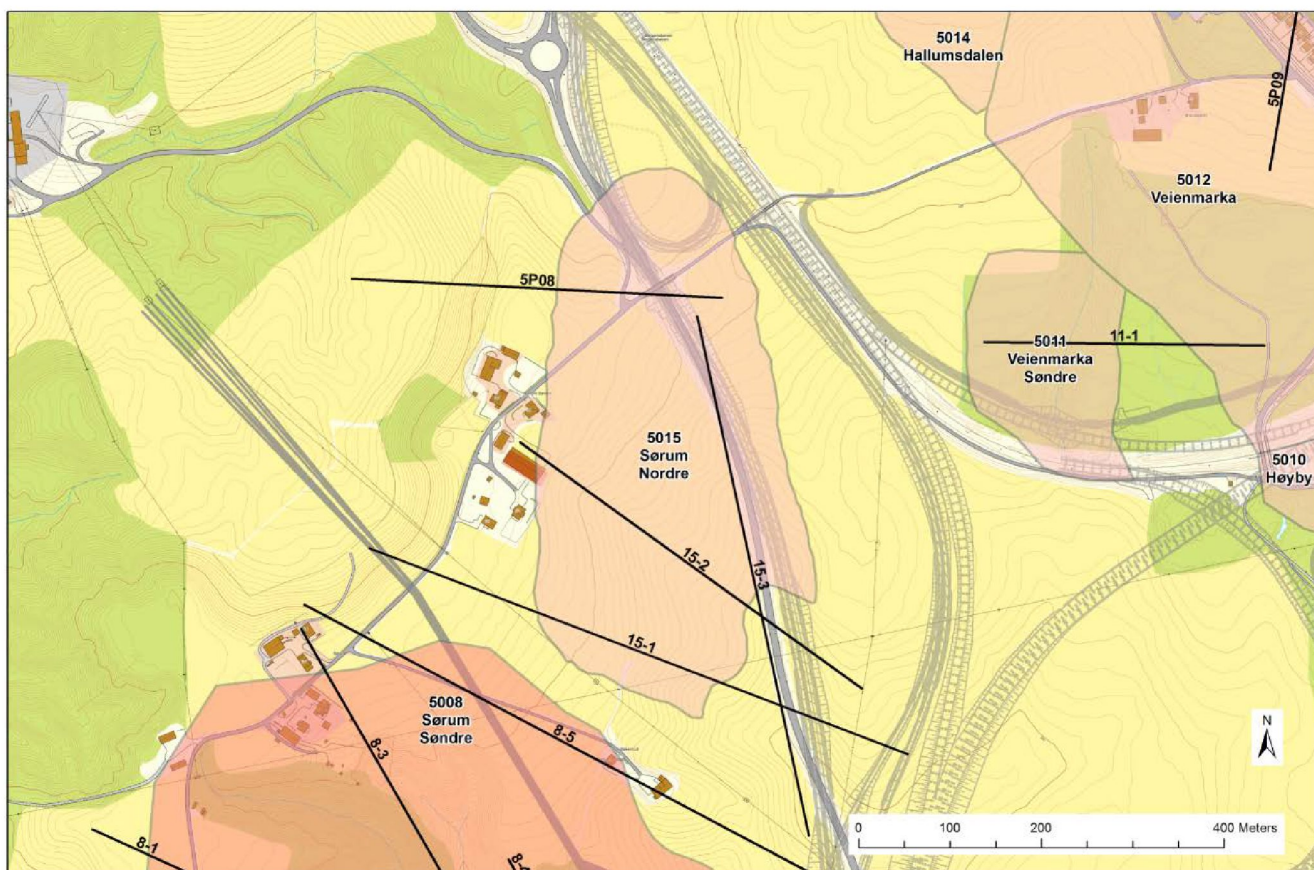 5014
Hallumsdalen
5P09
5012
Veienmarka
5P08
11-1
5011
Veienmarka
Søndre
5015
Sørum
Nordre
5010
Høyby
15-2
15-3
15-1
5008
Sørum
Søndre
8-5
8-3
8-1
N
0 100 200 400 Meters